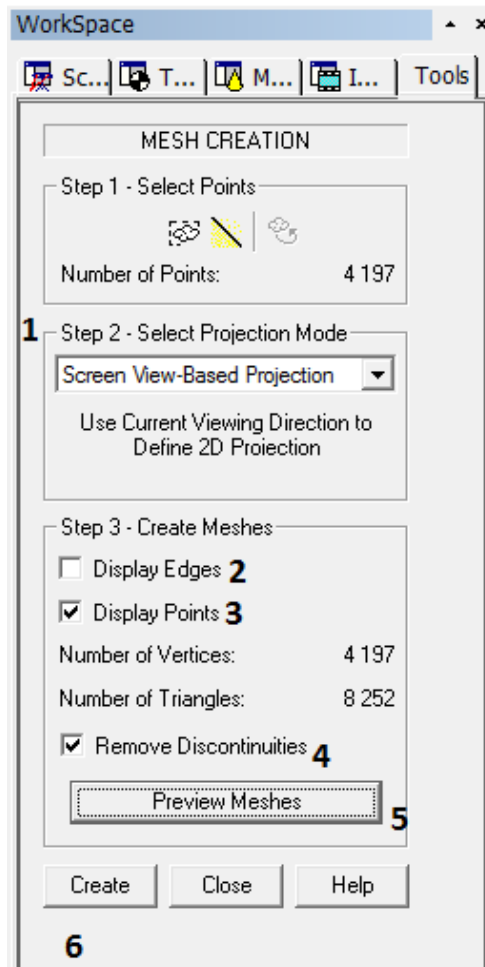 WorkSpace
Sc... T... M... I... Tools
MESH CREATION
Step 1 - Select Points
Number of Points: 4 197
1 Step 2 - Select Projection Mode
Screen View-Based Projection
Use Current Viewing Direction to
Define 2D Projection
Step 3 - Create Meshes
Display Edges 2
Display Points 3
Number of Vertices: 4 197
Number of Triangles: 8 252
Remove Discontinuities 4
Preview Meshes 5
Create Close Help
6